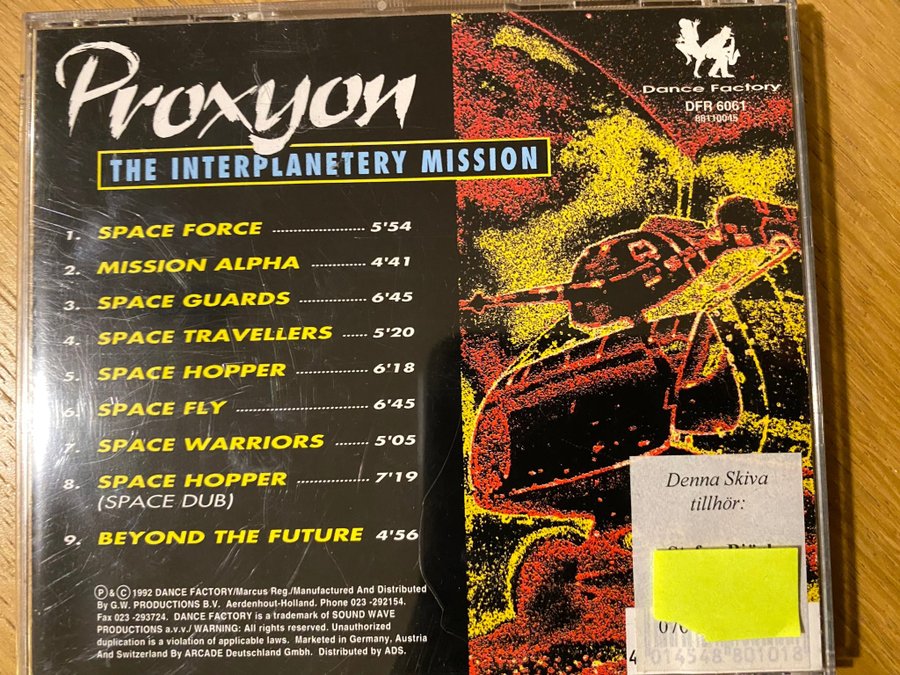 Proxyon
THE INTERPLANETERY MISSION
Dance Factory
DFR 6061
88110045
1. SPACE FORCE ........................ 5'54
2. MISSION ALPHA .............. 4'41
3. SPACE GUARDS .................. 6'45
4. SPACE TRAVELLERS ...... 5'20
5. SPACE HOPPER .................. 6'18
6. SPACE FLY .................................. 6'45
7. SPACE WARRIORS ......... 5'05
8. SPACE HOPPER .................. 7'19
(SPACE DUB)
9. BEYOND THE FUTURE 4'56
Ⓟ & Ⓒ 1992 DANCE FACTORY/Marcus Reg./Manufactured And Distributed
By G.W. PRODUCTIONS B.V. Aerdenhout-Holland. Phone 023 -292154.
Fax 023 -293724. DANCE FACTORY is a trademark of SOUND WAVE
PRODUCTIONS a.v.v./ WARNING: All rights reserved. Unauthorized
duplication is a violation of applicable laws. Marketed in Germany, Austria
And Switzerland By ARCADE Deutschland Gmbh. Distributed by ADS.
Denna Skiva
tillhör:
070
4 014548 801018